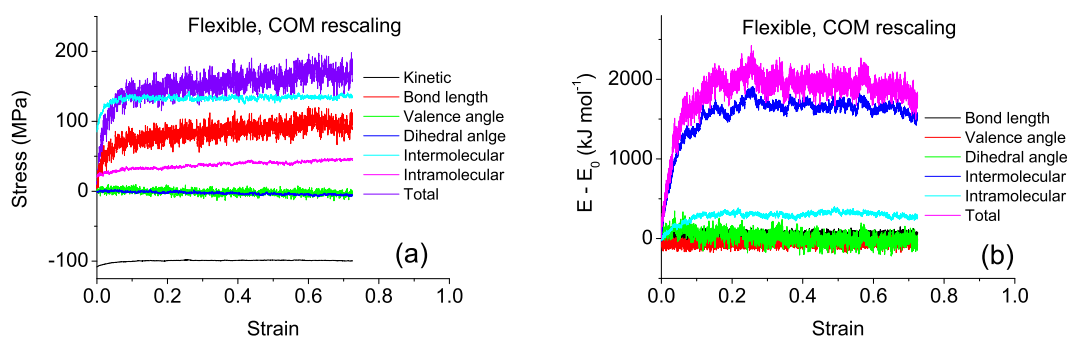 Flexible, COM rescaling
200
100
0
-100
Stress (MPa)
Kinetic
Bond length
Valence angle
Dihedral anlge
Intermolecular
Intramolecular
Total
(a)
0.0 0.2 0.4 0.6 0.8 1.0
Strain
Flexible, COM rescaling
2000
1000
0
E - E0 (kJ mol-1)
Bond length
Valence angle
Dihedral angle
Intermolecular
Intramolecular
Total
(b)
0.0 0.2 0.4 0.6 0.8 1.0
Strain